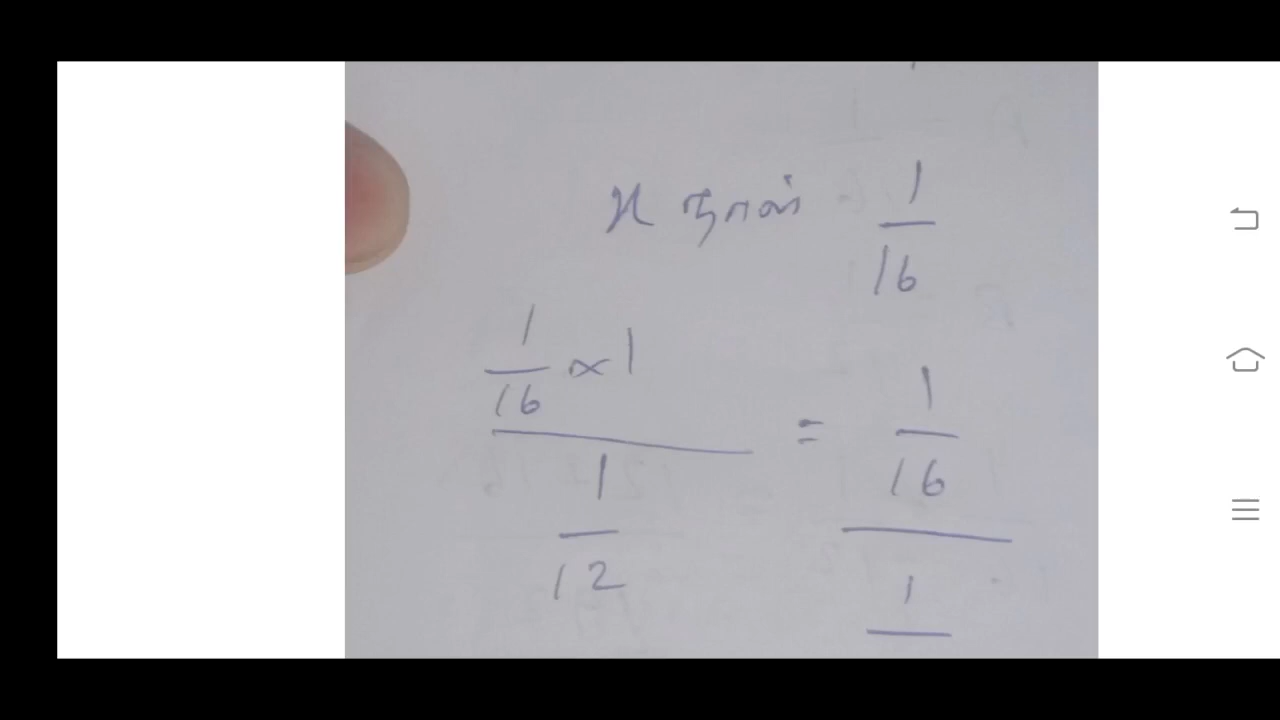 x நாள் 1/16
1/16 × 1 / 1/12 = 1/16 / 1/